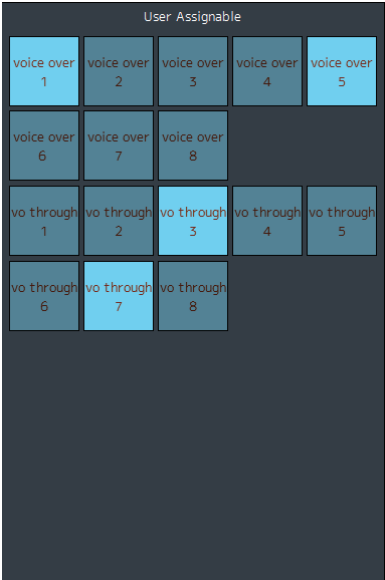 User Assignable
voice over
1
voice over
2
voice over
3
voice over
4
voice over
5
voice over
6
voice over
7
voice over
8
vo through
1
vo through
2
vo through
3
vo through
4
vo through
5
vo through
6
vo through
7
vo through
8